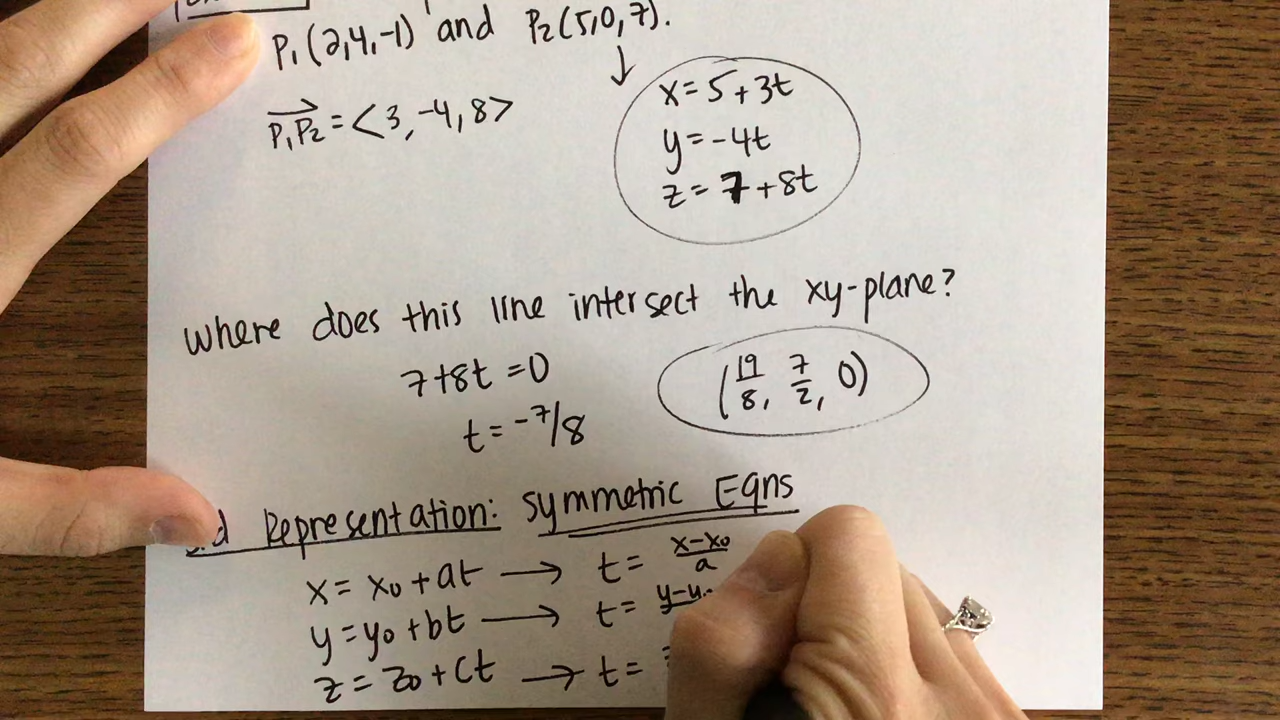 P₁(2,4,-1) and P₂(5,0,7).
↓
P₁P₂ = <3, -4, 8>
x = 5 + 3t
y = -4t
z = 7 + 8t
Where does this line intersect the xy-plane?
7+8t = 0
t = -7/8
(19/8, 7/2, 0)
Representation: Symmetric Eqns
x = x₀ + at → t = x-x₀/a
y = y₀ + bt → t = y-y₀
z = z₀ + ct → t =